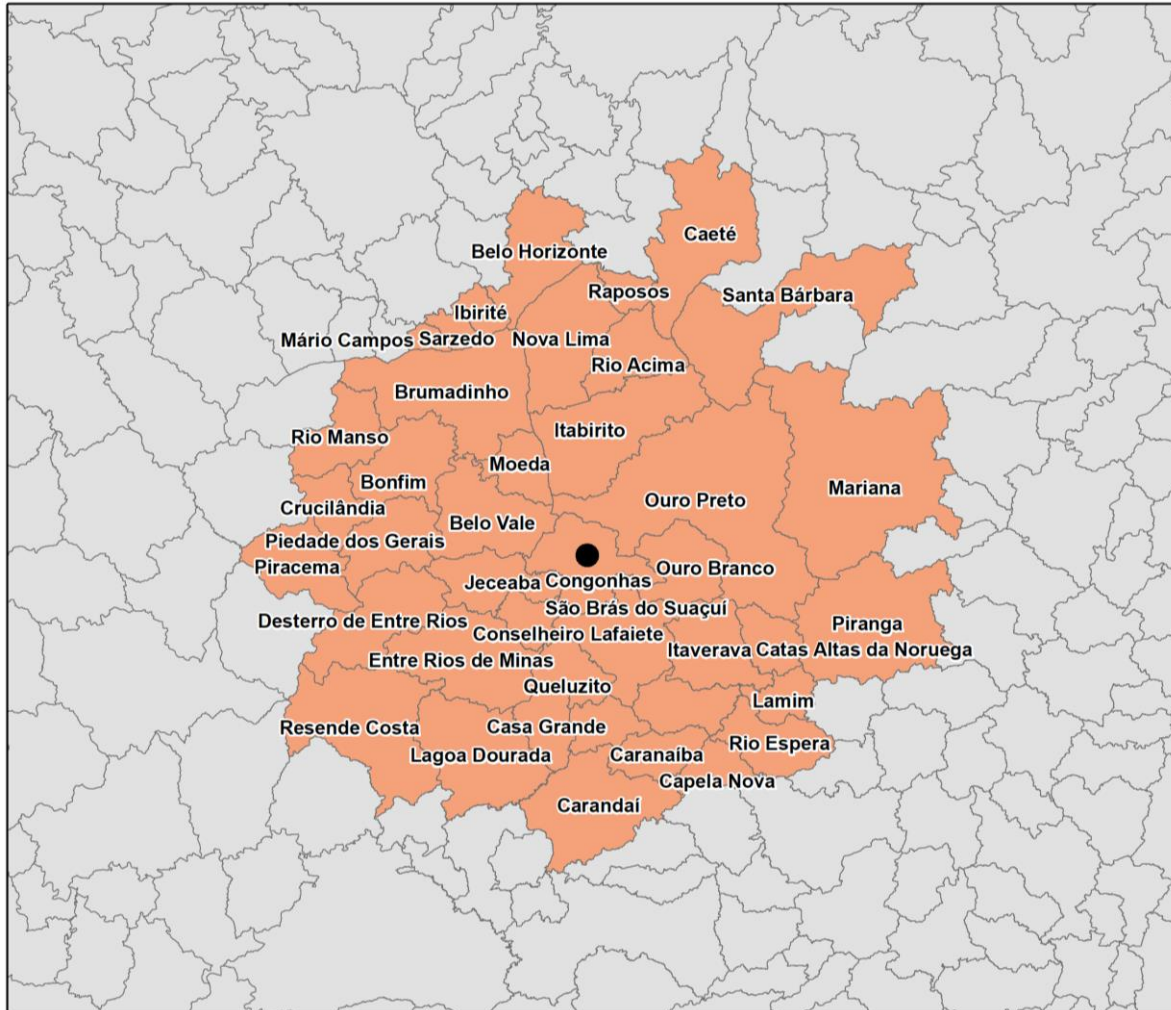 Caeté
Belo Horizonte
Raposos
Santa Bárbara
Ibirité
Mário Campos
Sarzedo
Nova Lima
Rio Acima
Brumadinho
Itabirito
Rio Manso
Moeda
Bonfim
Mariana
Ouro Preto
Crucilândia
Belo Vale
Piedade dos Gerais
Piracema
Ouro Branco
Jeceaba
Congonhas
São Brás do Suaçuí
Desterro de Entre Rios
Piranga
Conselheiro Lafaiete
Itaverava
Catas Altas da Noruega
Entre Rios de Minas
Queluzito
Lamim
Resende Costa
Casa Grande
Rio Espera
Lagoa Dourada
Caranaíba
Capela Nova
Carandaí